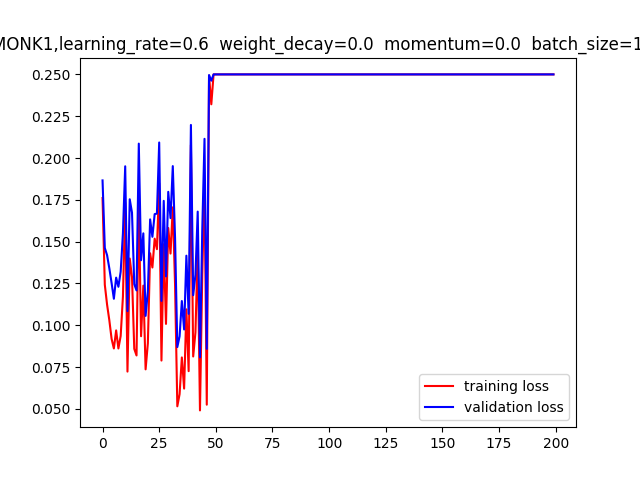 MONK1,learning_rate=0.6 weight_decay=0.0 momentum=0.0 batch_size=1
0.250
0.225
0.200
0.175
0.150
0.125
0.100
0.075
0.050
training loss
validation loss
0 25 50 75 100 125 150 175 200